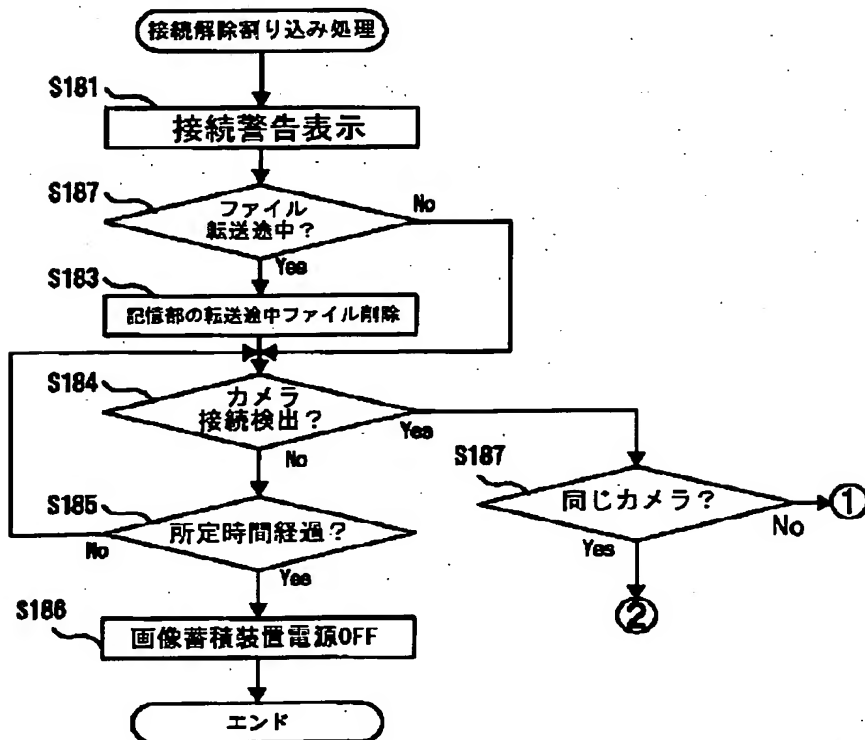 接続解除割り込み処理
S181
接続警告表示
S187
ファイル
転送途中？
No
Yes
S183
記憶部の転送途中ファイル削除
S184
カメラ
接続検出？
Yes
No
S187
同じカメラ？
①
No
Yes
②
S185
所定時間経過？
No
Yes
S186
画像蓄積装置電源OFF
エンド